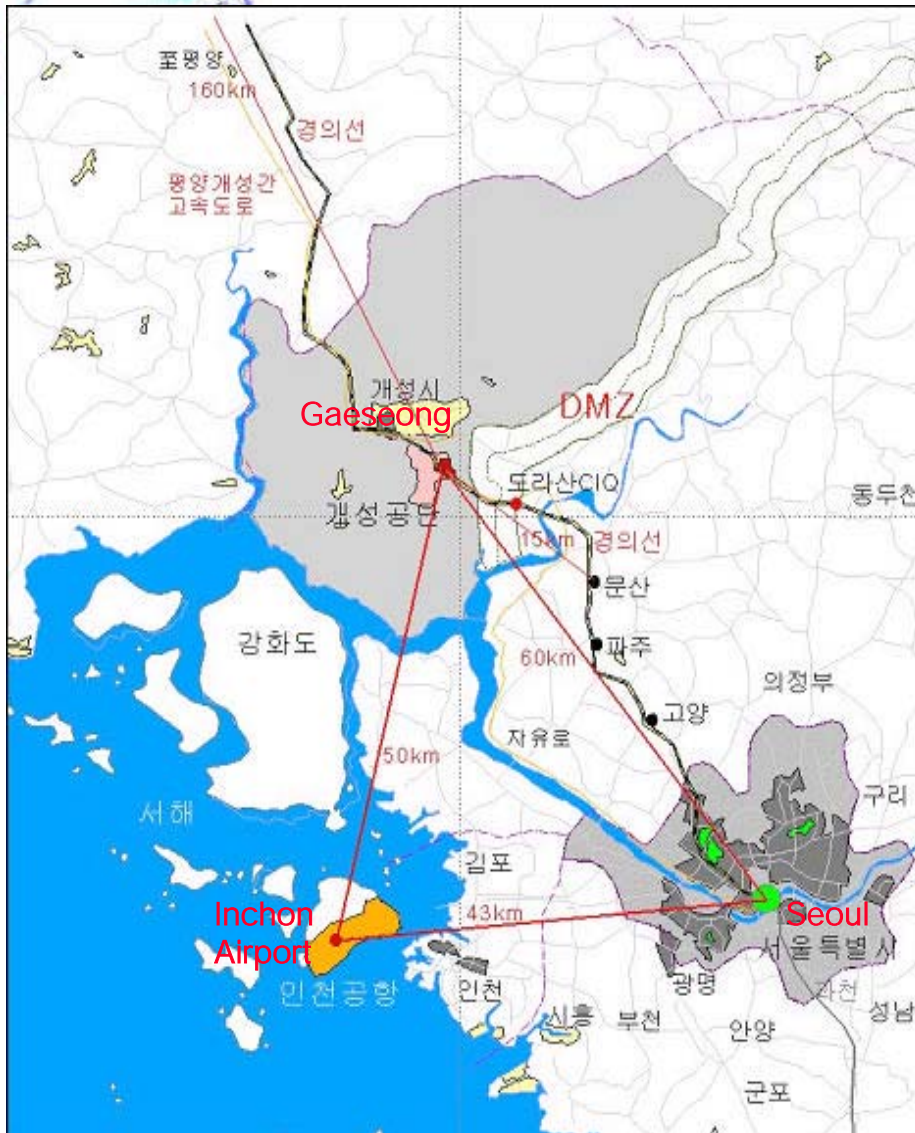 至평양
160km
경의선
평양개성간
고속도로
개성시
Gaeseong
DMZ
도라산CIQ
동두천
개성공단
15km
경의선
문산
강화도
파주
60km
의정부
고양
자유로
50km
구리
서해
김포
Inchon
Airport
43km
Seoul
서울특별시
인천공항
인천
광명
과천
성남
시흥
부천
안양
군포